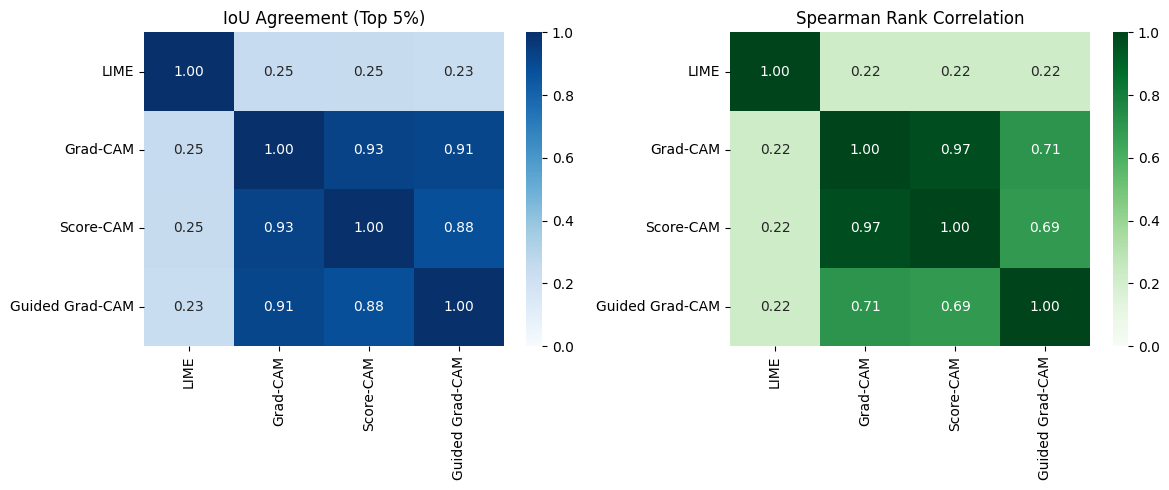 IoU Agreement (Top 5%)
LIME 1.00 0.25 0.25 0.23
Grad-CAM 0.25 1.00 0.93 0.91
Score-CAM 0.25 0.93 1.00 0.88
Guided Grad-CAM 0.23 0.91 0.88 1.00
LIME Grad-CAM Score-CAM Guided Grad-CAM
1.0
0.8
0.6
0.4
0.2
0.0
Spearman Rank Correlation
LIME 1.00 0.22 0.22 0.22
Grad-CAM 0.22 1.00 0.97 0.71
Score-CAM 0.22 0.97 1.00 0.69
Guided Grad-CAM 0.22 0.71 0.69 1.00
LIME Grad-CAM Score-CAM Guided Grad-CAM
1.0
0.8
0.6
0.4
0.2
0.0